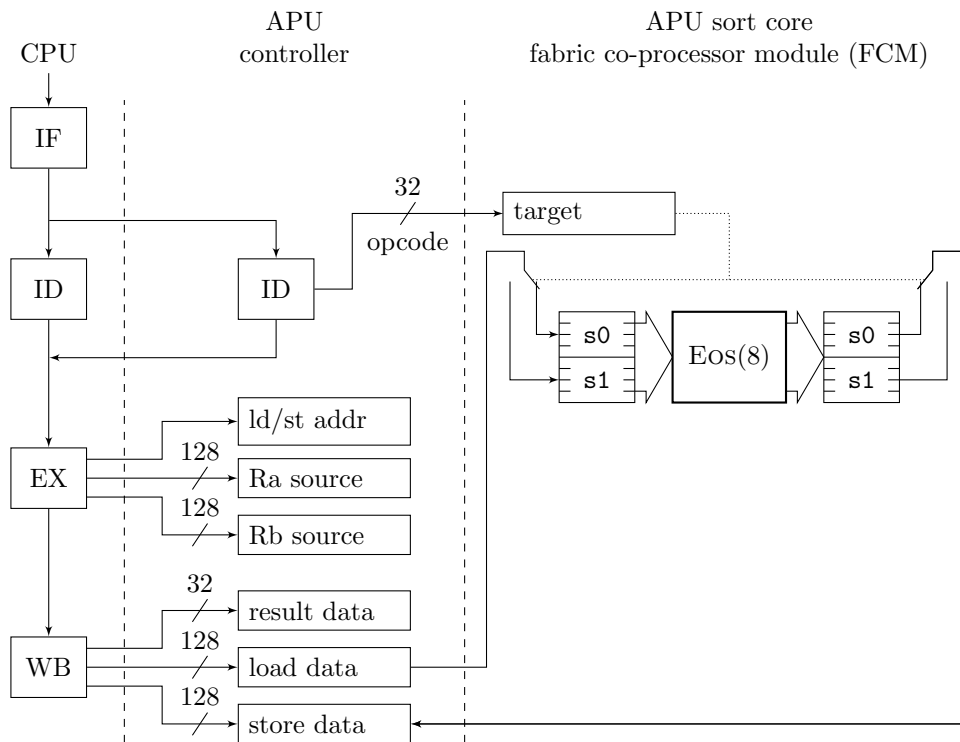 CPU
APU
controller
APU sort core
fabric co-processor module (FCM)
IF
32
opcode
target
ID
ID
s0
s1
Eos(8)
s0
s1
ld/st addr
EX
128
Ra source
128
Rb source
32
result data
WB
128
load data
128
store data